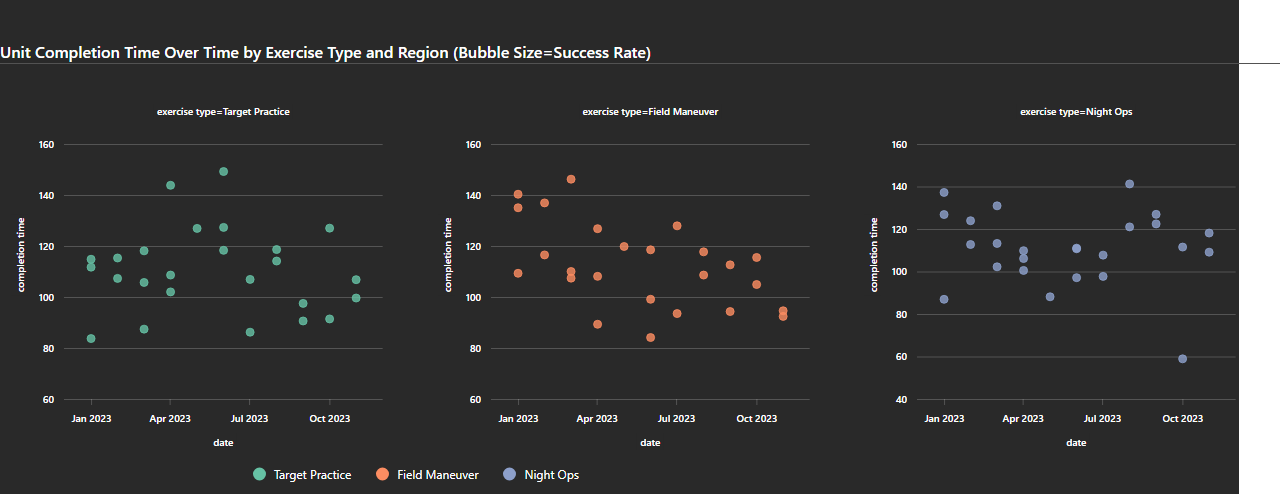 Unit Completion Time Over Time by Exercise Type and Region (Bubble Size=Success Rate)
exercise type=Target Practice
completion time
160
140
120
100
80
60
Jan 2023 Apr 2023 Jul 2023 Oct 2023
date
exercise type=Field Maneuver
completion time
160
140
120
100
80
60
Jan 2023 Apr 2023 Jul 2023 Oct 2023
date
exercise type=Night Ops
completion time
160
140
120
100
80
60
40
Jan 2023 Apr 2023 Jul 2023 Oct 2023
date
Target Practice Field Maneuver Night Ops